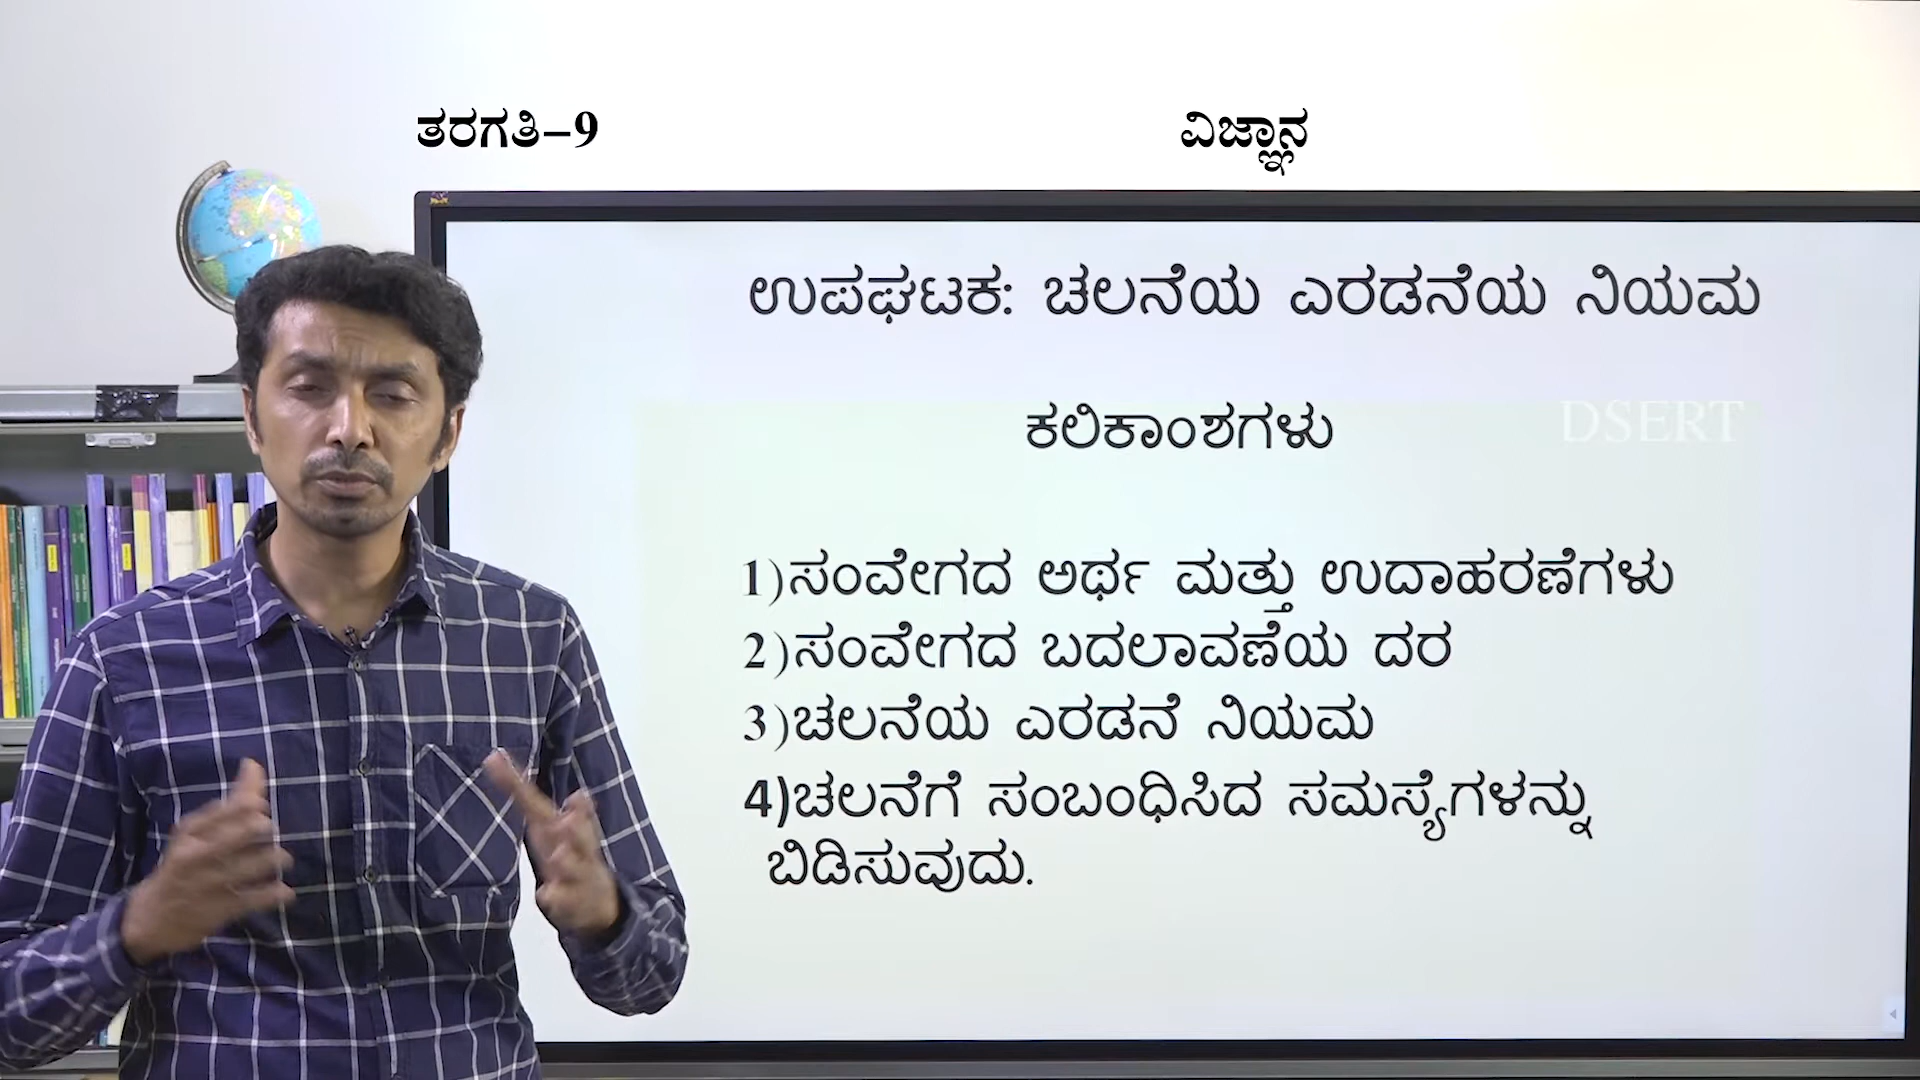 ತರಗತಿ–9
ವಿಜ್ಞಾನ
ಉಪಘಟಕ: ಚಲನೆಯ ಎರಡನೆಯ ನಿಯಮ
ಕಲಿಕಾಂಶಗಳು
DSERT
1)ಸಂವೇಗದ ಅರ್ಥ ಮತ್ತು ಉದಾಹರಣೆಗಳು
2)ಸಂವೇಗದ ಬದಲಾವಣೆಯ ದರ
3)ಚಲನೆಯ ಎರಡನೆ ನಿಯಮ
4)ಚಲನೆಗೆ ಸಂಬಂಧಿಸಿದ ಸಮಸ್ಯೆಗಳನ್ನು
ಬಿಡಿಸುವುದು.